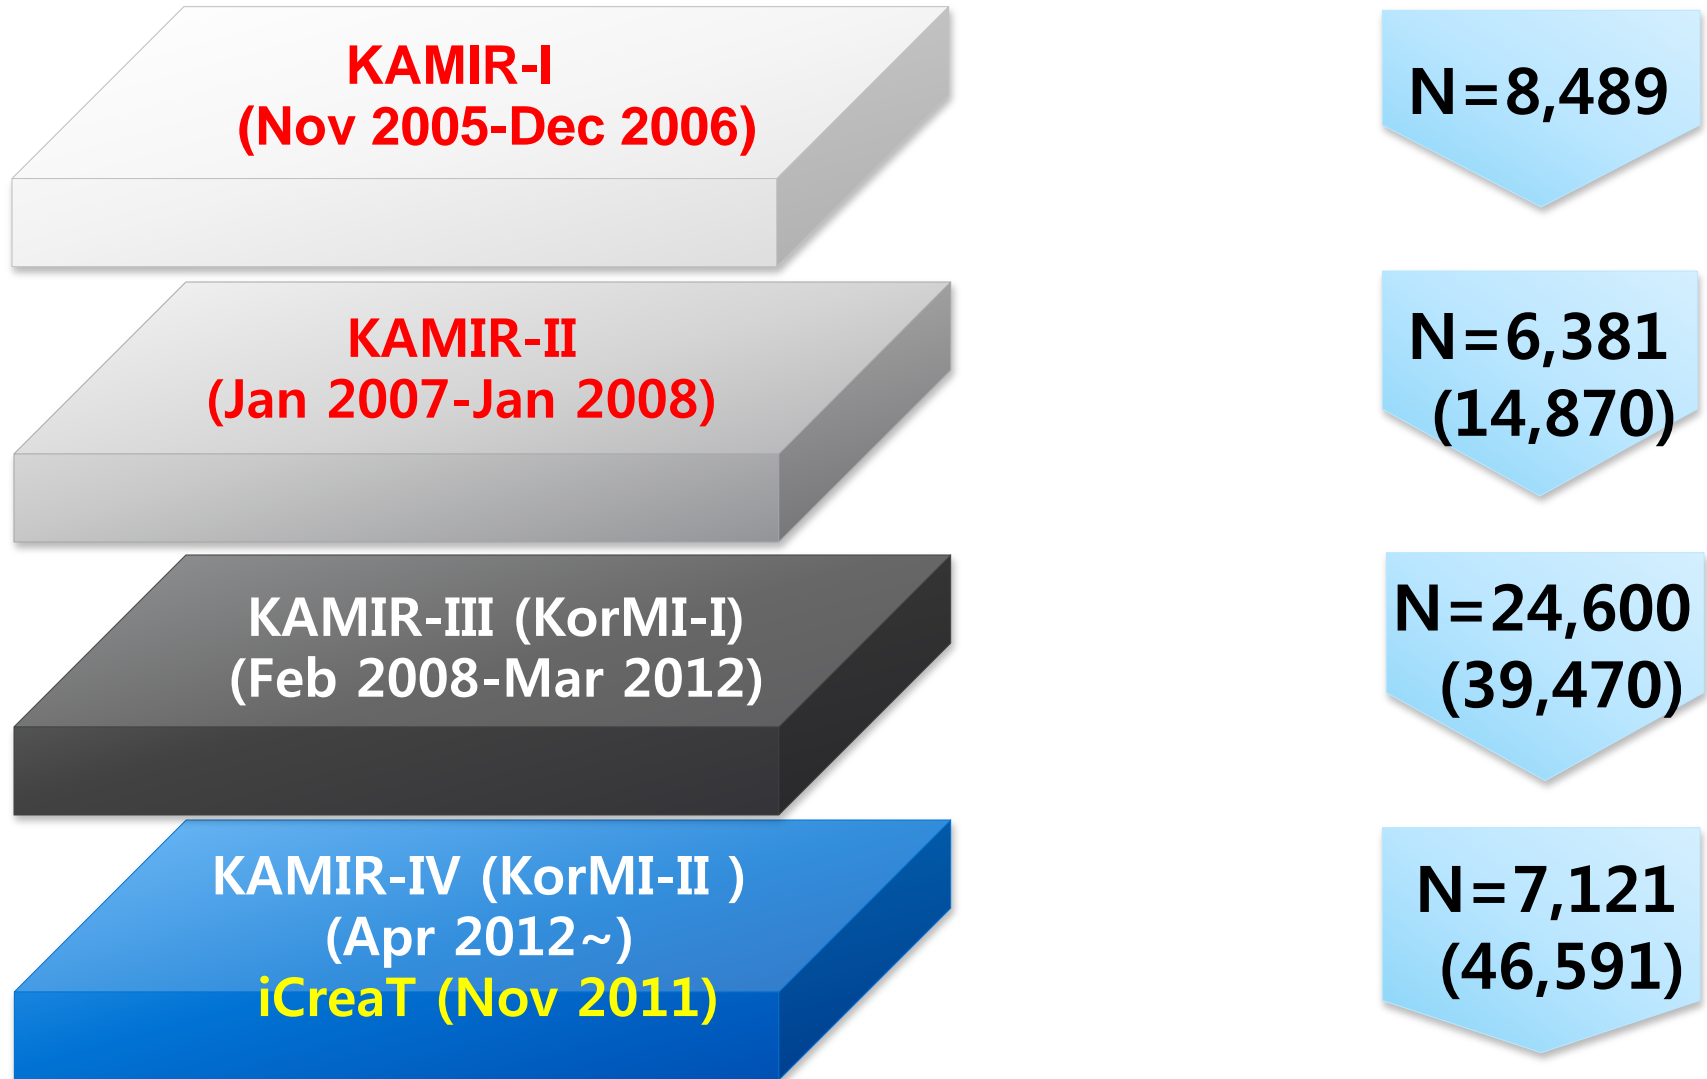 KAMIR-I
(Nov 2005-Dec 2006)
N=8,489
KAMIR-II
(Jan 2007-Jan 2008)
N=6,381
(14,870)
KAMIR-III (KorMI-I)
(Feb 2008-Mar 2012)
N=24,600
(39,470)
KAMIR-IV (KorMI-II )
(Apr 2012~)
iCreaT (Nov 2011)
N=7,121
(46,591)